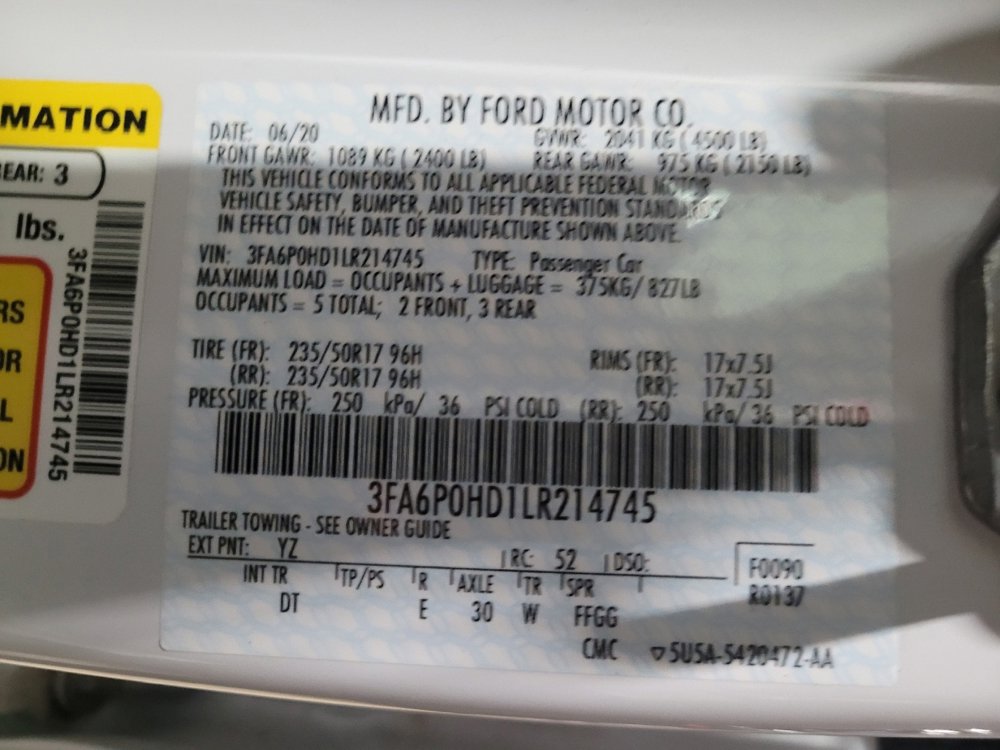 MATION
EAR: 3
lbs.
RS
OR
L
ON
3FA6P0HD1LR214745
MFD. BY FORD MOTOR CO.
DATE: 06/20 GVWR: 2041 KG ( 4500 LB)
FRONT GAWR: 1089 KG ( 2400 LB) REAR GAWR: 975 KG ( 2150 LB)
THIS VEHICLE CONFORMS TO ALL APPLICABLE FEDERAL MOTOR
VEHICLE SAFETY, BUMPER, AND THEFT PREVENTION STANDARDS
IN EFFECT ON THE DATE OF MANUFACTURE SHOWN ABOVE.
VIN: 3FA6P0HD1LR214745 TYPE: Passenger Car
MAXIMUM LOAD = OCCUPANTS + LUGGAGE = 375KG/ 827LB
OCCUPANTS = 5 TOTAL; 2 FRONT, 3 REAR
TIRE (FR): 235/50R17 96H RIMS (FR): 17x7.5J
(RR): 235/50R17 96H (RR): 17x7.5J
PRESSURE (FR): 250 kPa/ 36 PSI COLD (RR): 250 kPa/ 36 PSI COLD
3FA6P0HD1LR214745
TRAILER TOWING - SEE OWNER GUIDE
EXT PNT: YZ RC: 52 DSO: F0090
INT TR TP/PS R AXLE TR SPR R0137
DT E 30 W FFGG
CMC ▽5U5A-5420472-AA